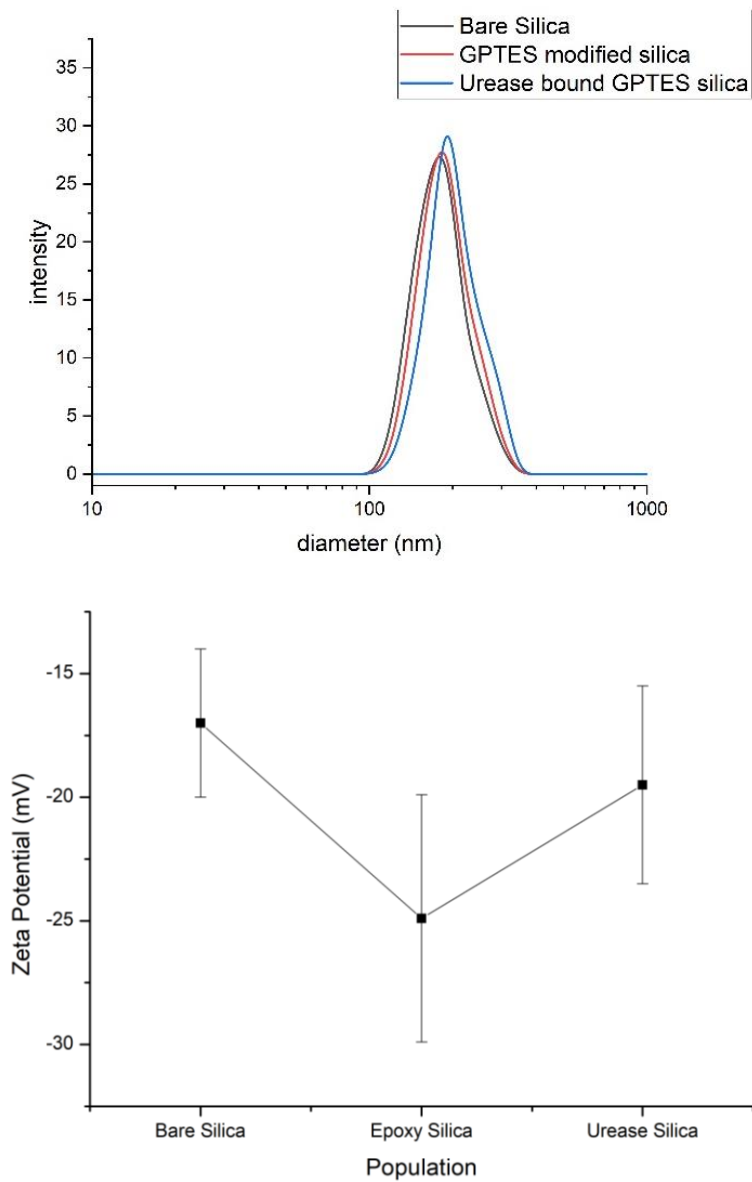 Bare Silica
GPTES modified silica
Urease bound GPTES silica
35
30
25
20
15
10
5
0
intensity
10
100
1000
diameter (nm)
-15
-20
-25
-30
Zeta Potential (mV)
Bare Silica
Epoxy Silica
Urease Silica
Population